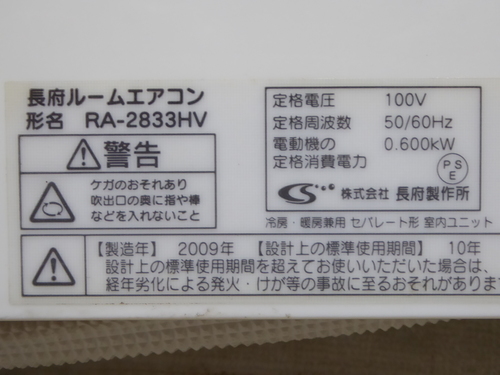 長府ルームエアコン
形名 RA-2833HV
警告
ケガのおそれあり
吹出口の奥に指や棒
などを入れないこと
定格電圧 100V
定格周波数 50/60Hz
電動機の定格消費電力 0.600kW
PSE
株式会社 長府製作所
冷房・暖房兼用 セパレート形 室内ユニット
【製造年】 2009年 【設計上の標準使用期間】 10年
設計上の標準使用期間を超えてお使いいただいた場合は、
経年劣化による発火・けが等の事故に至るおそれがあります